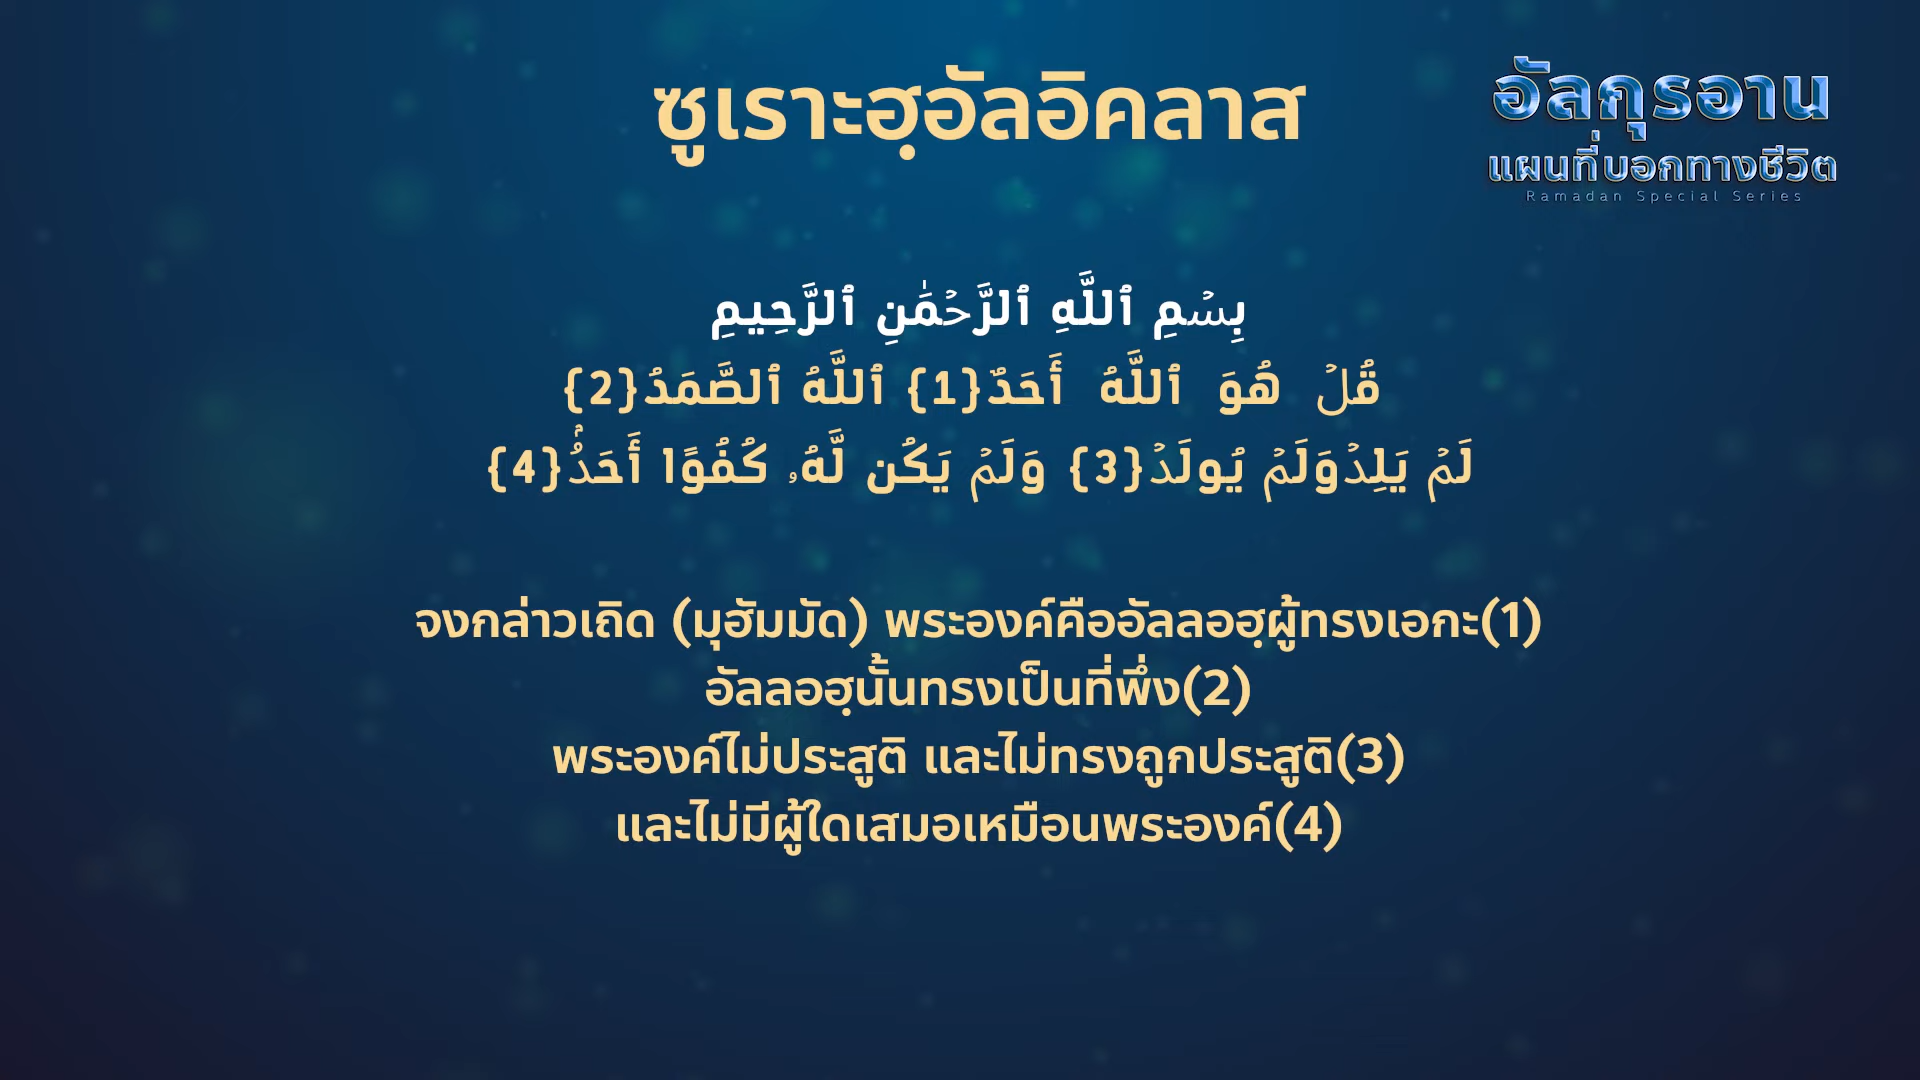 ซูเราะฮฺอัลอิคลาส
อัลกุรอาน
แผนที่บอกทางชีวิต
Ramadan Special Series
بِسۡمِ ٱللَّهِ ٱلرَّحۡمَٰنِ ٱلرَّحِيمِ
قُلۡ هُوَ ٱللَّهُ أَحَدٌ{1} ٱللَّهُ ٱلصَّمَدُ{2}
لَمۡ يَلِدۡوَلَمۡ يُولَدۡ{3} وَلَمۡ يَكُن لَّهُۥ كُفُوًا أَحَدُۢ{4}
จงกล่าวเถิด (มุฮัมมัด) พระองค์คืออัลลอฮฺผู้ทรงเอกะ(1)
อัลลอฮฺนั้นทรงเป็นที่พึ่ง(2)
พระองค์ไม่ประสูติ และไม่ทรงถูกประสูติ(3)
และไม่มีผู้ใดเสมอเหมือนพระองค์(4)